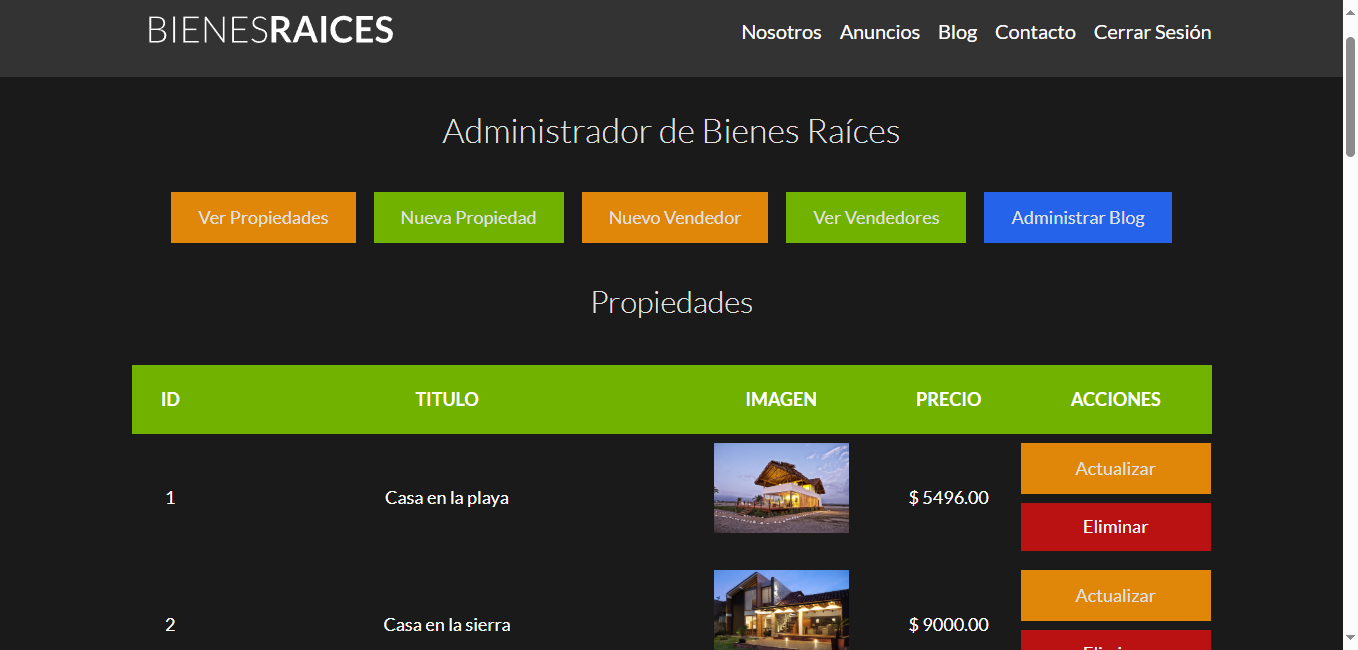 BIENESRAICES
Nosotros Anuncios Blog Contacto Cerrar Sesión
Administrador de Bienes Raíces
Ver Propiedades Nueva Propiedad Nuevo Vendedor Ver Vendedores Administrar Blog
Propiedades
ID TITULO IMAGEN PRECIO ACCIONES
1 Casa en la playa $ 5496.00 Actualizar
Eliminar
2 Casa en la sierra $ 9000.00 Actualizar